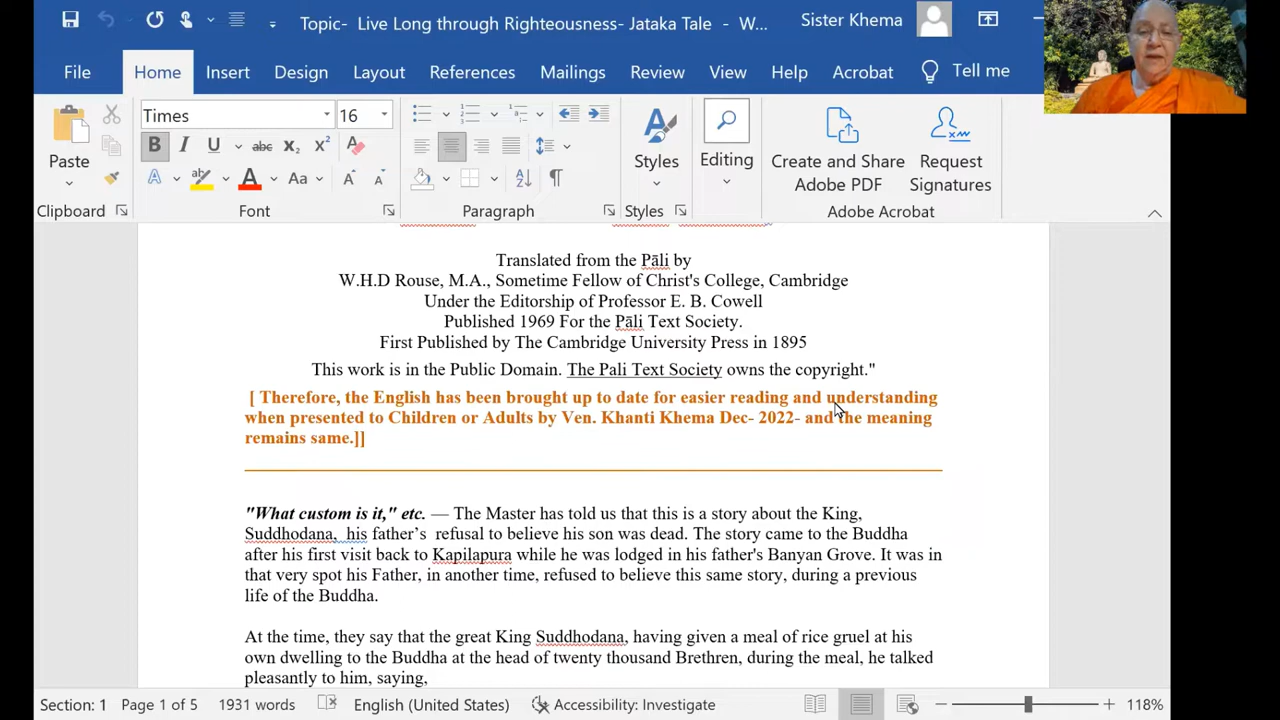 Topic- Live Long through Righteousness- Jataka Tale - W...
Sister Khema
File Home Insert Design Layout References Mailings Review View Help Acrobat Tell me
Times 16
Paste
B I U abc x₂ x²
A A Aa A A
Styles
Editing
Create and Share
Adobe PDF
Request
Signatures
Clipboard Font Paragraph Styles Adobe Acrobat
Translated from the Pāli by
W.H.D Rouse, M.A., Sometime Fellow of Christ's College, Cambridge
Under the Editorship of Professor E. B. Cowell
Published 1969 For the Pāli Text Society.
First Published by The Cambridge University Press in 1895
This work is in the Public Domain. The Pali Text Society owns the copyright."
[ Therefore, the English has been brought up to date for easier reading and understanding
when presented to Children or Adults by Ven. Khanti Khema Dec- 2022- and the meaning
remains same.]]
"What custom is it," etc. — The Master has told us that this is a story about the King,
Suddhodana, his father’s refusal to believe his son was dead. The story came to the Buddha
after his first visit back to Kapilapura while he was lodged in his father's Banyan Grove. It was in
that very spot his Father, in another time, refused to believe this same story, during a previous
life of the Buddha.
At the time, they say that the great King Suddhodana, having given a meal of rice gruel at his
own dwelling to the Buddha at the head of twenty thousand Brethren, during the meal, he talked
pleasantly to him, saying,
Section: 1 Page 1 of 5 1931 words English (United States) Accessibility: Investigate 118%